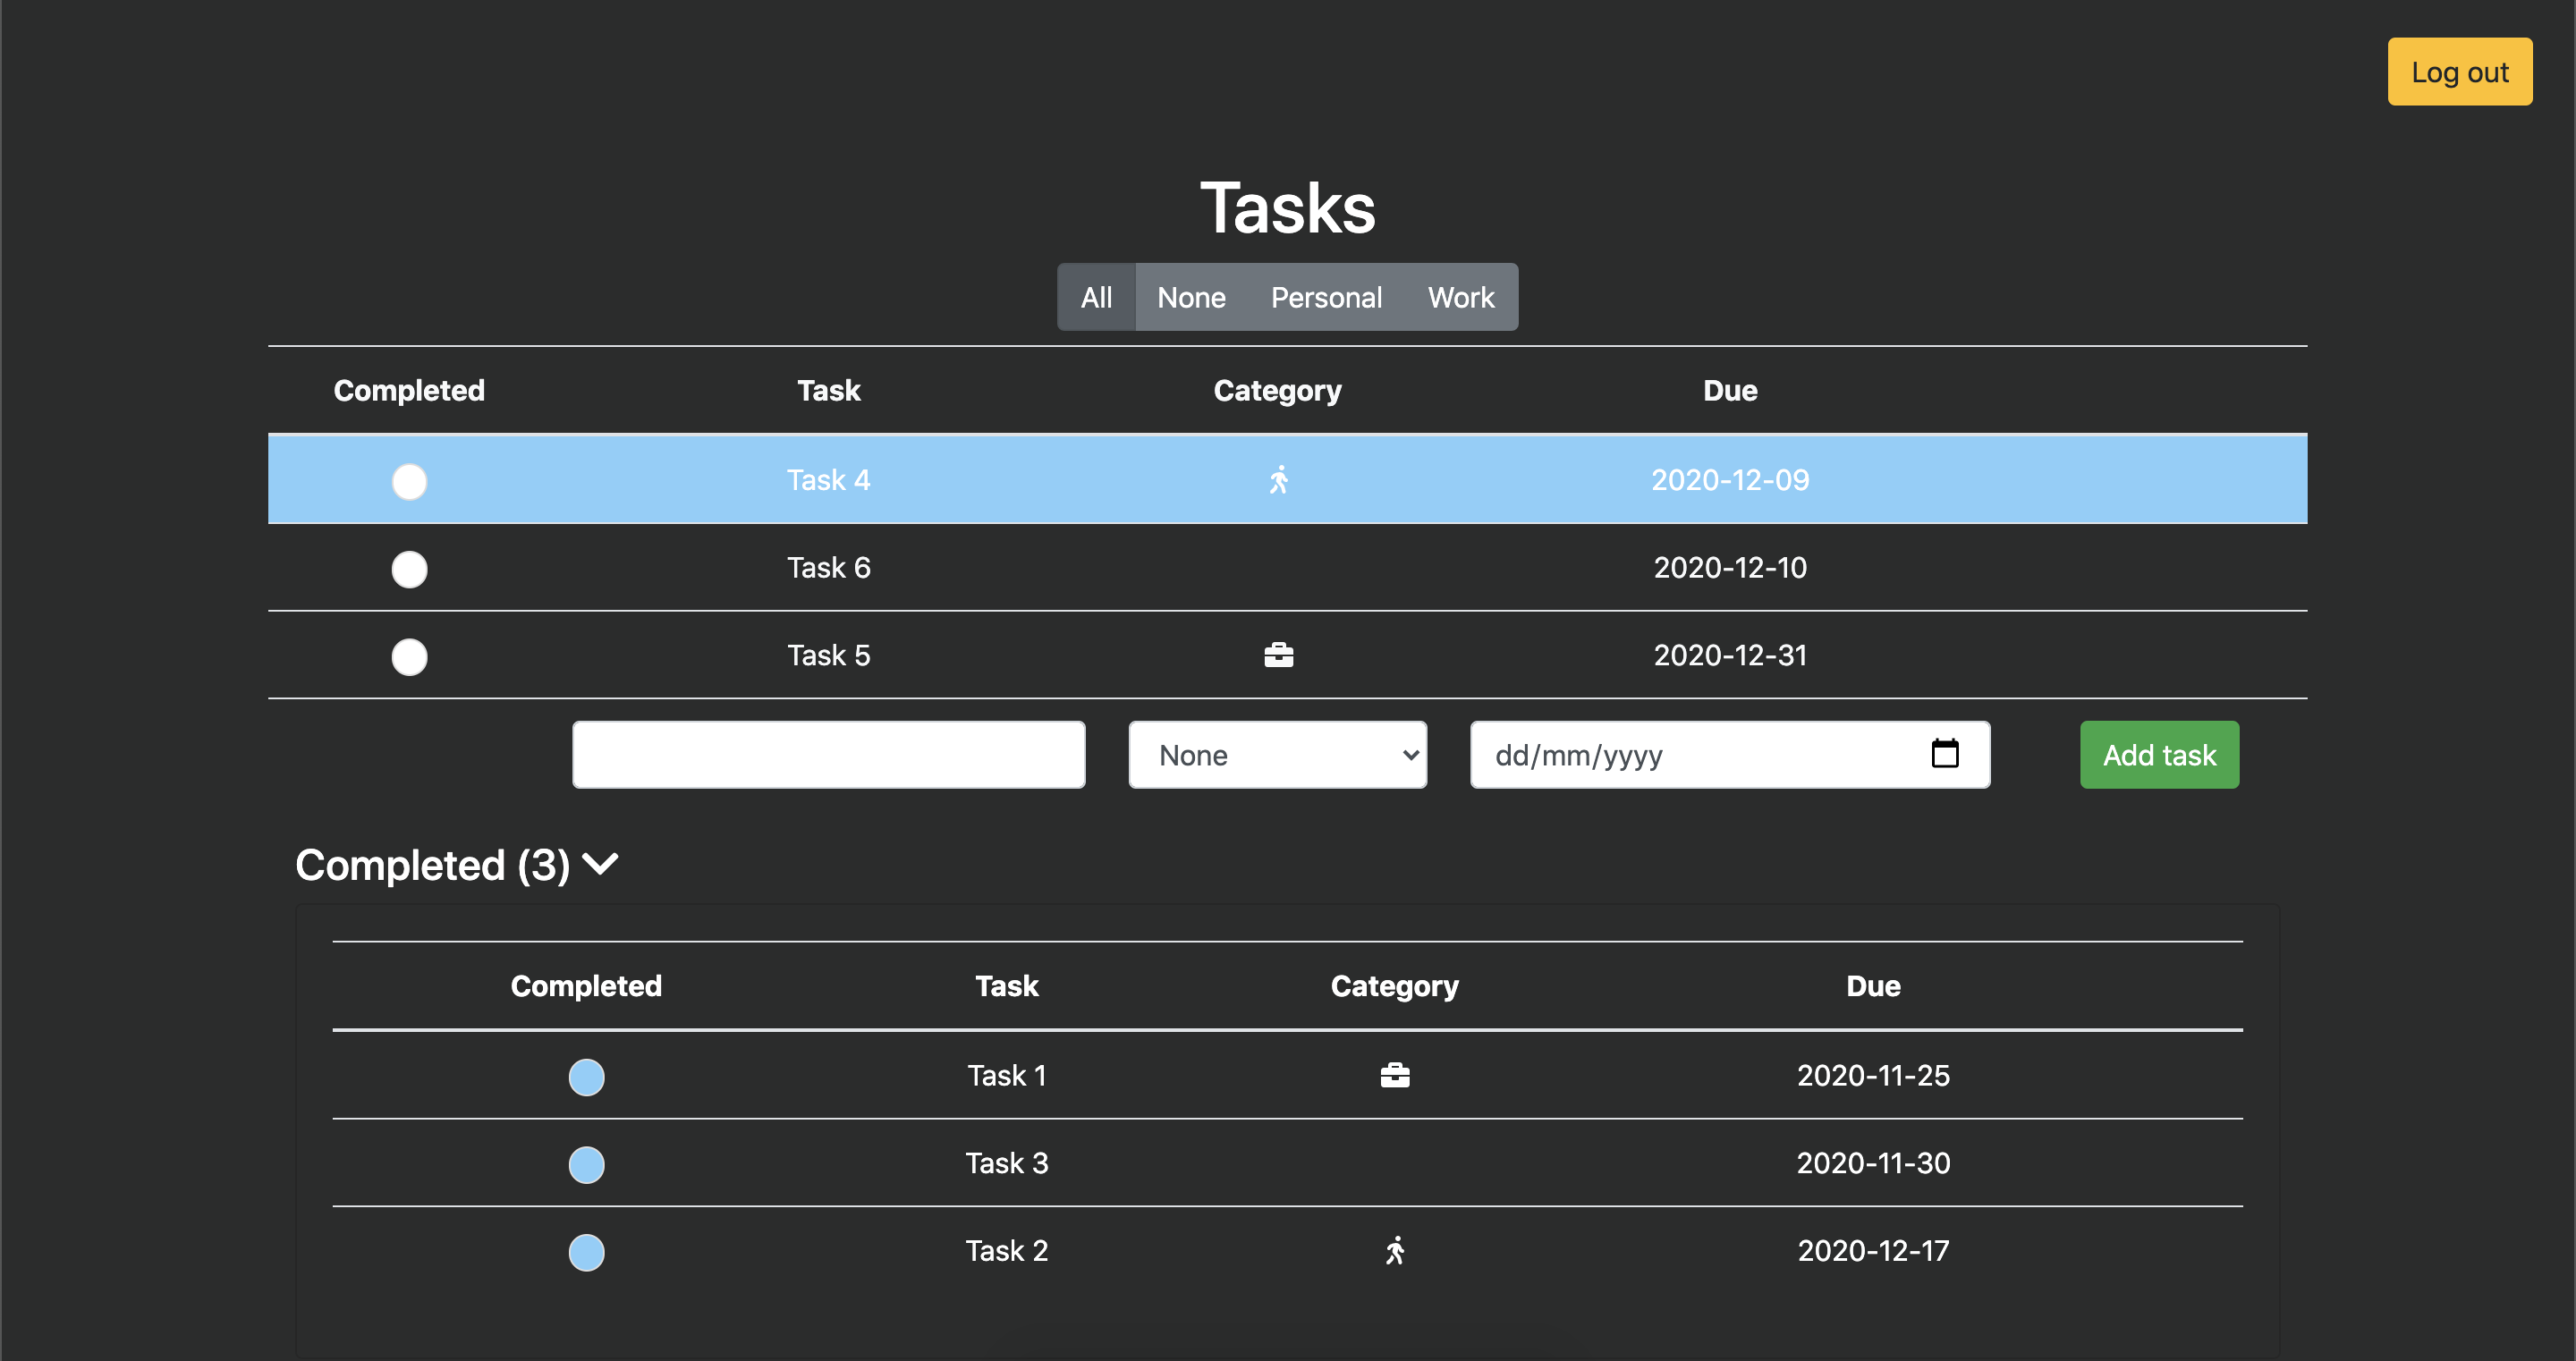 Log out
Tasks
All None Personal Work
Completed Task Category Due
Task 4 2020-12-09
Task 6 2020-12-10
Task 5 2020-12-31
None dd/mm/yyyy Add task
Completed (3)
Completed Task Category Due
Task 1 2020-11-25
Task 3 2020-11-30
Task 2 2020-12-17